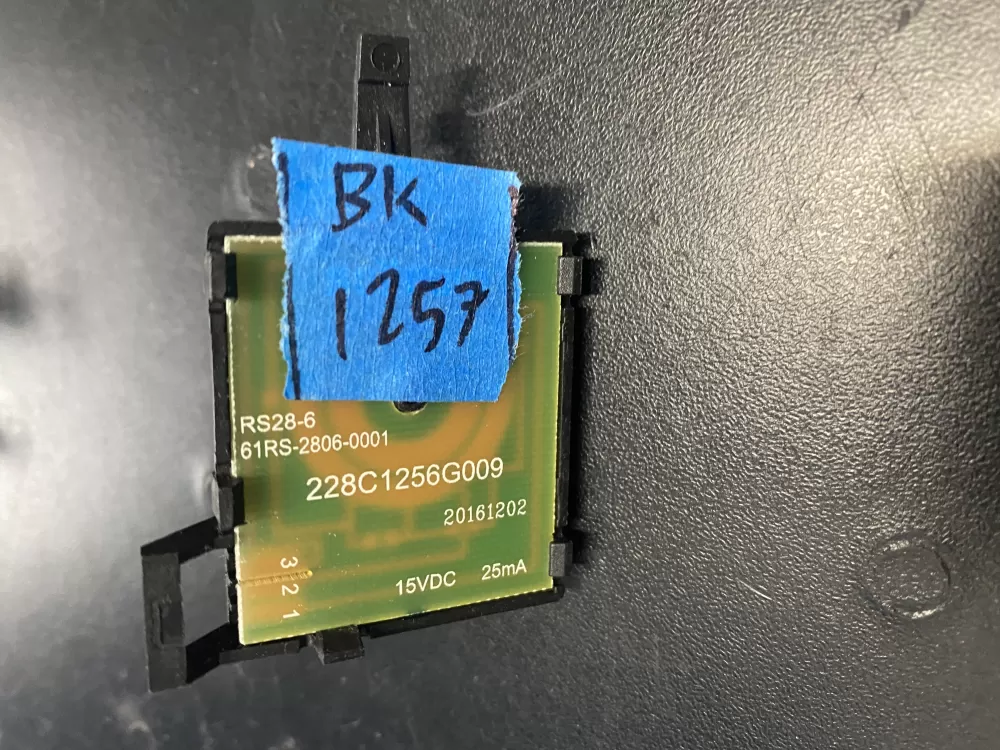 BK
1257
RS28-6
61RS-2806-0001
228C1256G009
20161202
3 2 1
15VDC 25mA